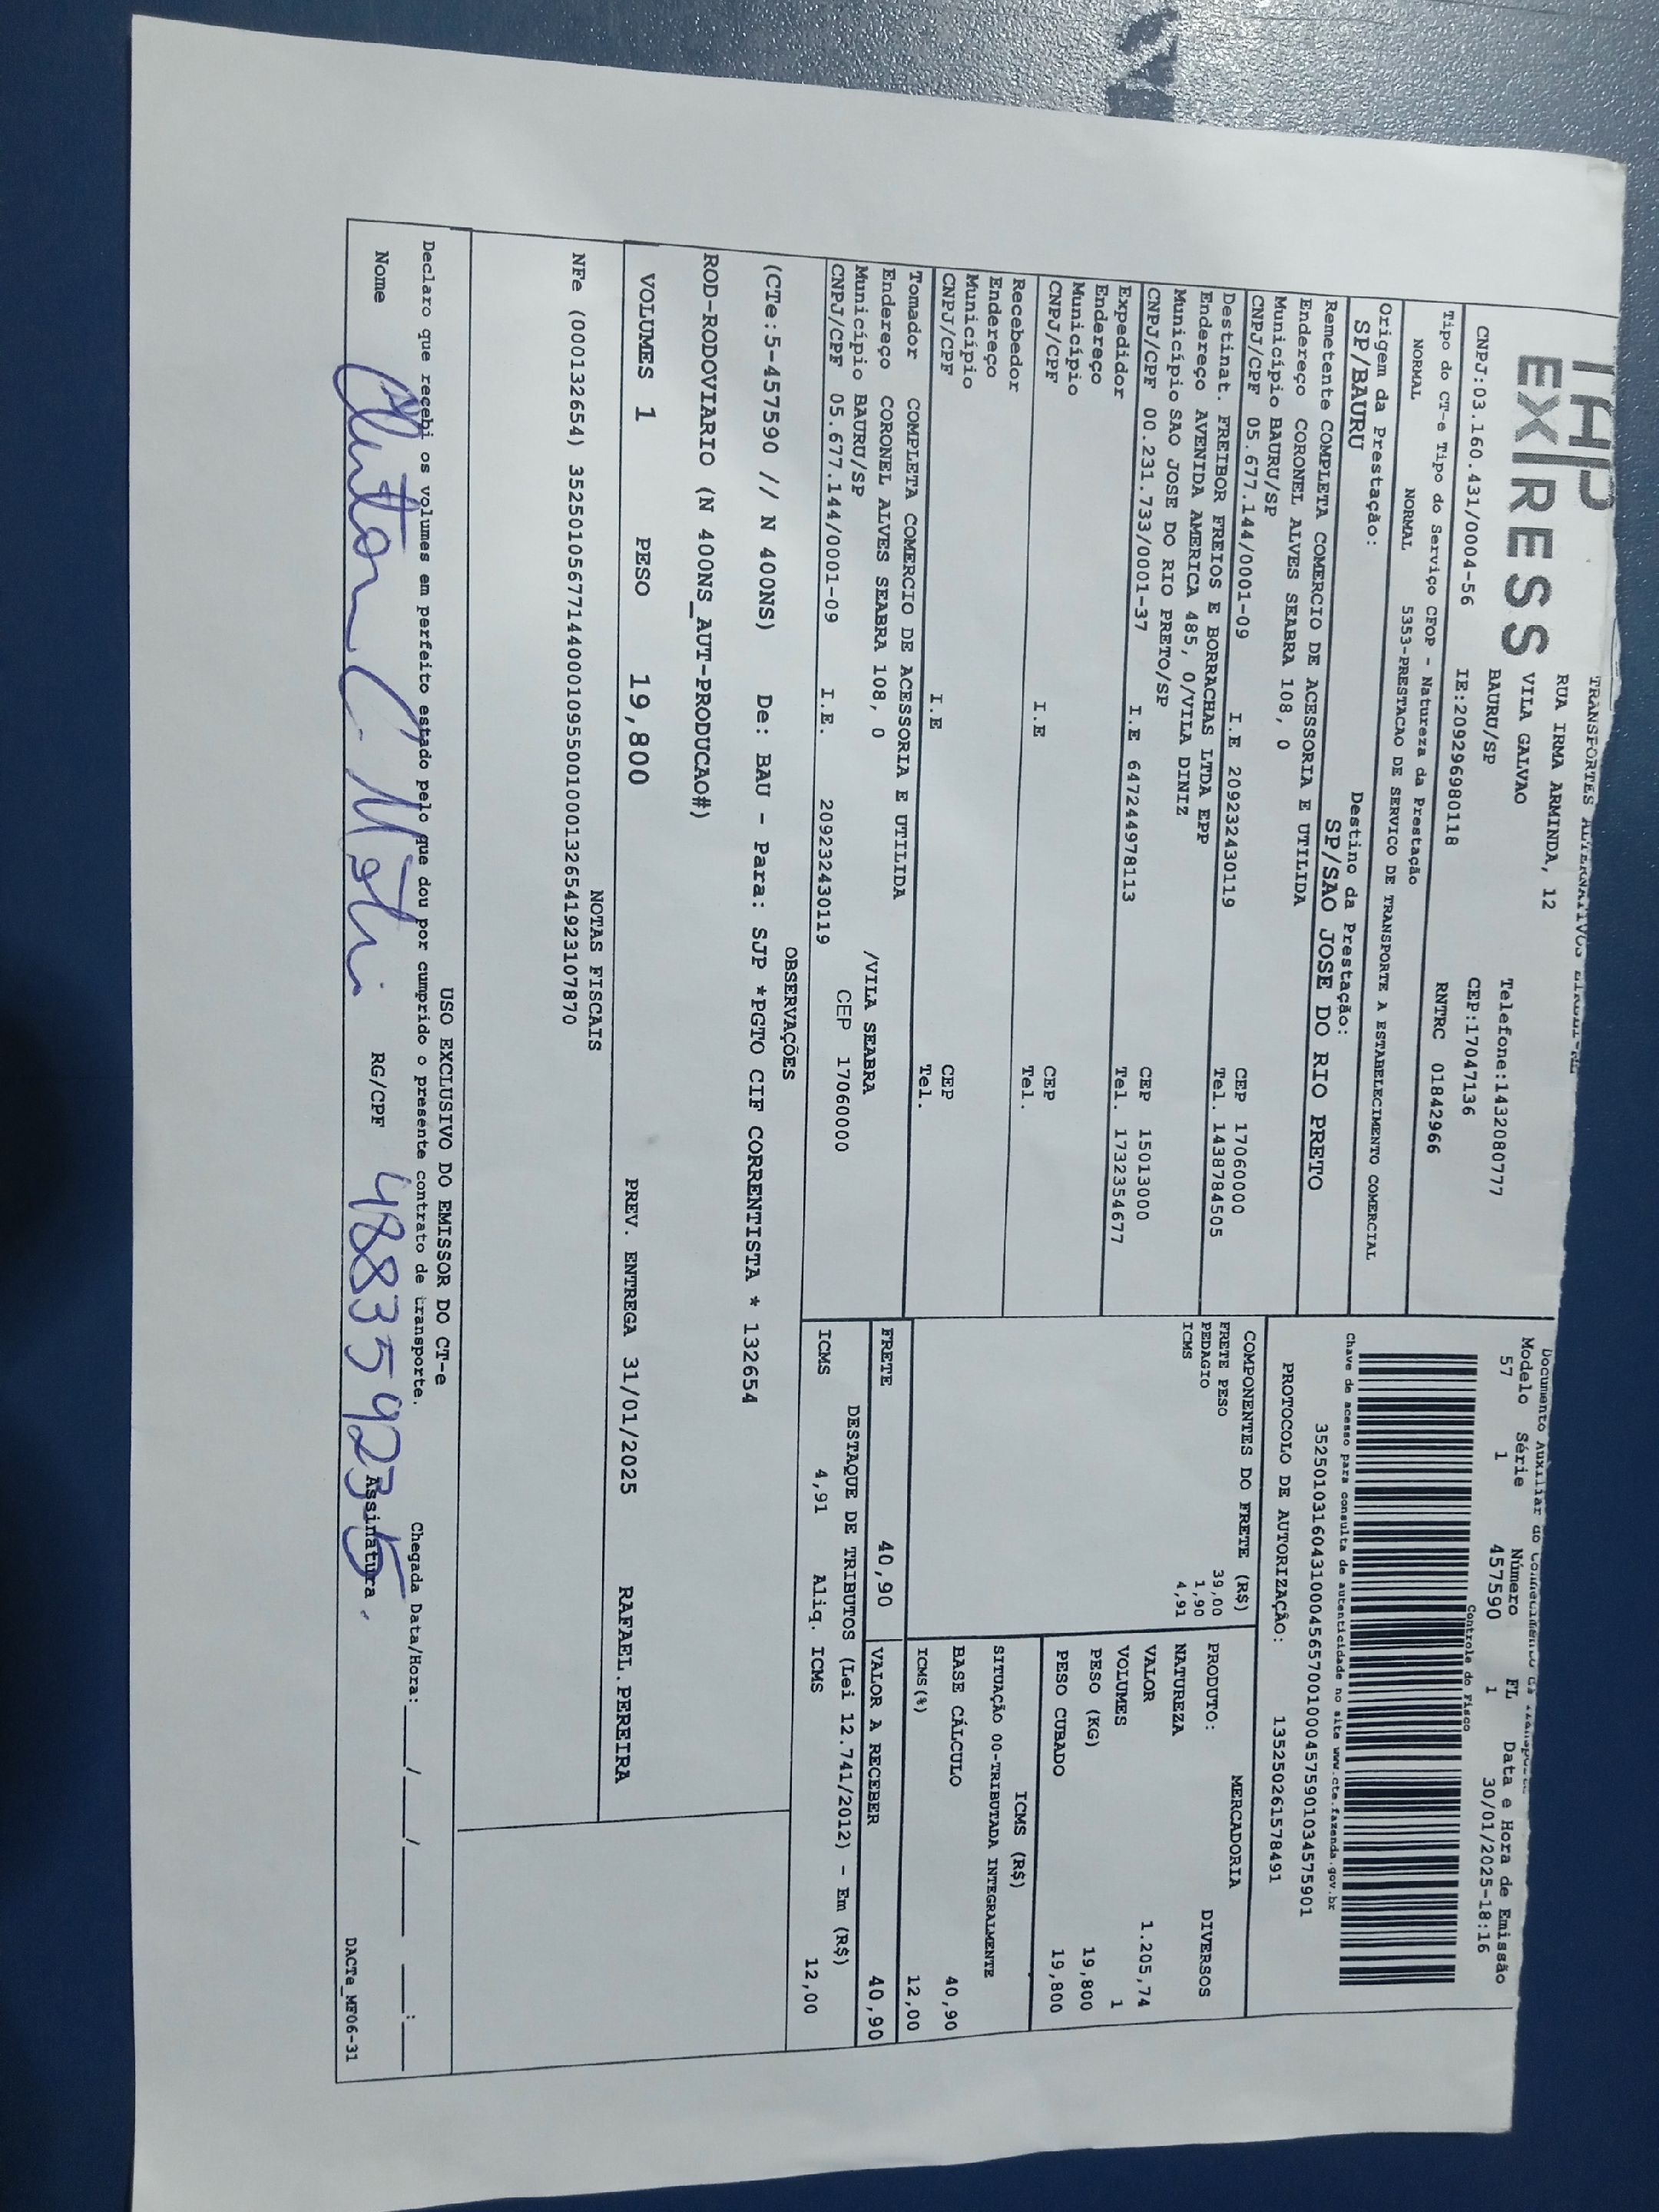 TAP
EXPRESS
TRANSPORTES ALTERNATIVOS
RUA IRMA ARMINDA, 12
VILA GALVAO Telefone:1432080777
BAURU/SP CEP:17047136
CNPJ:03.160.431/0004-56 IE:209296980118 RNTRC 01842966
Tipo do CT-e Tipo do Serviço CFOP - Natureza da Prestação
NORMAL NORMAL 5353-PRESTACAO DE SERVICO DE TRANSPORTE A ESTABELECIMENTO COMERCIAL
Origem da Prestação: Destino da Prestação:
SP/BAURU SP/SAO JOSE DO RIO PRETO
Remetente COMPLETA COMERCIO DE ACESSORIA E UTILIDA
Endereço CORONEL ALVES SEABRA 108, 0
Município BAURU/SP CEP 17060000
CNPJ/CPF 05.677.144/0001-09 I.E 209232430119 Tel. 1438784505
Destinat. FREIBOR FREIOS E BORRACHAS LTDA EPP
Endereço AVENIDA AMERICA 485, 0/VILA DINIZ
Município SAO JOSE DO RIO PRETO/SP CEP 15013000
CNPJ/CPF 00.231.733/0001-37 I.E 647244978113 Tel. 1732354677
Expedidor
Endereço
Município CEP
CNPJ/CPF I.E Tel.
Recebedor
Endereço
Município CEP
CNPJ/CPF I.E Tel.
Tomador COMPLETA COMERCIO DE ACESSORIA E UTILIDA
Endereço CORONEL ALVES SEABRA 108, 0 /VILA SEABRA
Município BAURU/SP CEP 17060000
CNPJ/CPF 05.677.144/0001-09 I.E. 209232430119
Documento Auxiliar do Conhecimento de Transporte
Modelo Série Número FL Data e Hora de Emissão
57 1 457590 1 30/01/2025-18:16
Controle do Fisco
Chave de acesso para consulta de autenticidade no site www.cte.fazenda.gov.br
35250103160431000456570010004575901034575901
PROTOCOLO DE AUTORIZAÇÃO: 135250261578491
COMPONENTES DO FRETE (R$)
FRETE PESO 39,00
PEDAGIO 1,90
ICMS 4,91
MERCADORIA
PRODUTO: DIVERSOS
NATUREZA
VALOR 1.205,74
VOLUMES 1
PESO (KG) 19,800
PESO CUBADO 19,800
ICMS (R$)
SITUAÇÃO 00-TRIBUTADA INTEGRALMENTE
BASE CÁLCULO 40,90
ICMS(%) 12,00
FRETE 40,90 VALOR A RECEBER 40,90
DESTAQUE DE TRIBUTOS (Lei 12.741/2012) - Em (R$)
ICMS 4,91 Aliq. ICMS 12,00
OBSERVAÇÕES
(CTe:5-457590 // N 400NS) De: BAU - Para: SJP *PGTO CIF CORRENTISTA * 132654
ROD-RODOVIARIO (N 400NS_AUT-PRODUCAO#)
VOLUMES 1 PESO 19,800 PREV. ENTREGA 31/01/2025 RAFAEL.PEREIRA
NOTAS FISCAIS
NFe (000132654) 35250105677144000109550010001326541923107870
USO EXCLUSIVO DO EMISSOR DO CT-e
Declaro que recebi os volumes em perfeito estado pelo que dou por cumprido o presente contrato de transporte. Chegada Data/Hora:___/___/_____ ___:___
Nome RG/CPF 488359235 Assinatura
DACTe_MF06-31